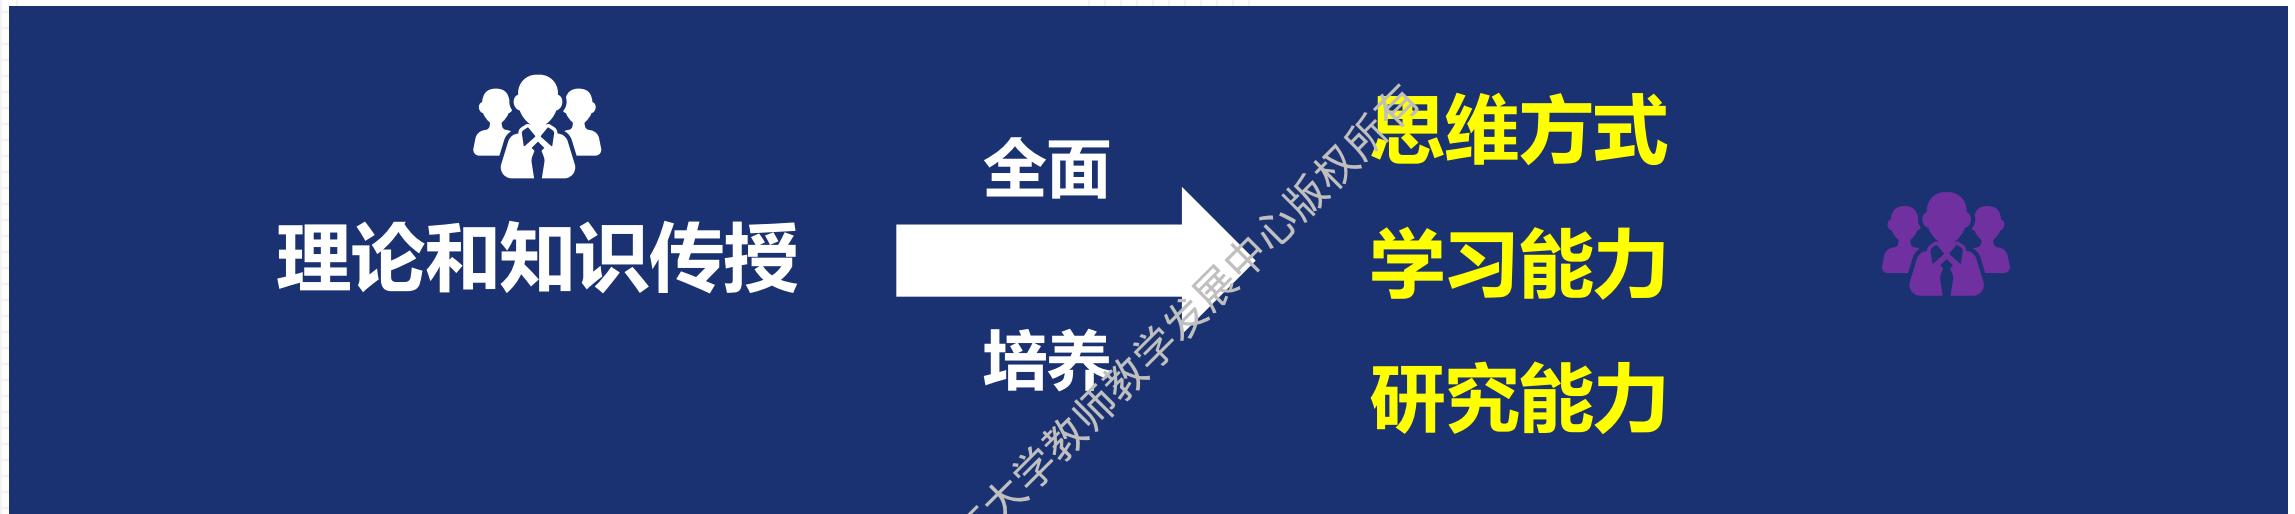 理论和知识传授
全面
培养
思维方式
学习能力
研究能力
大学教师教学发展中心版权所有